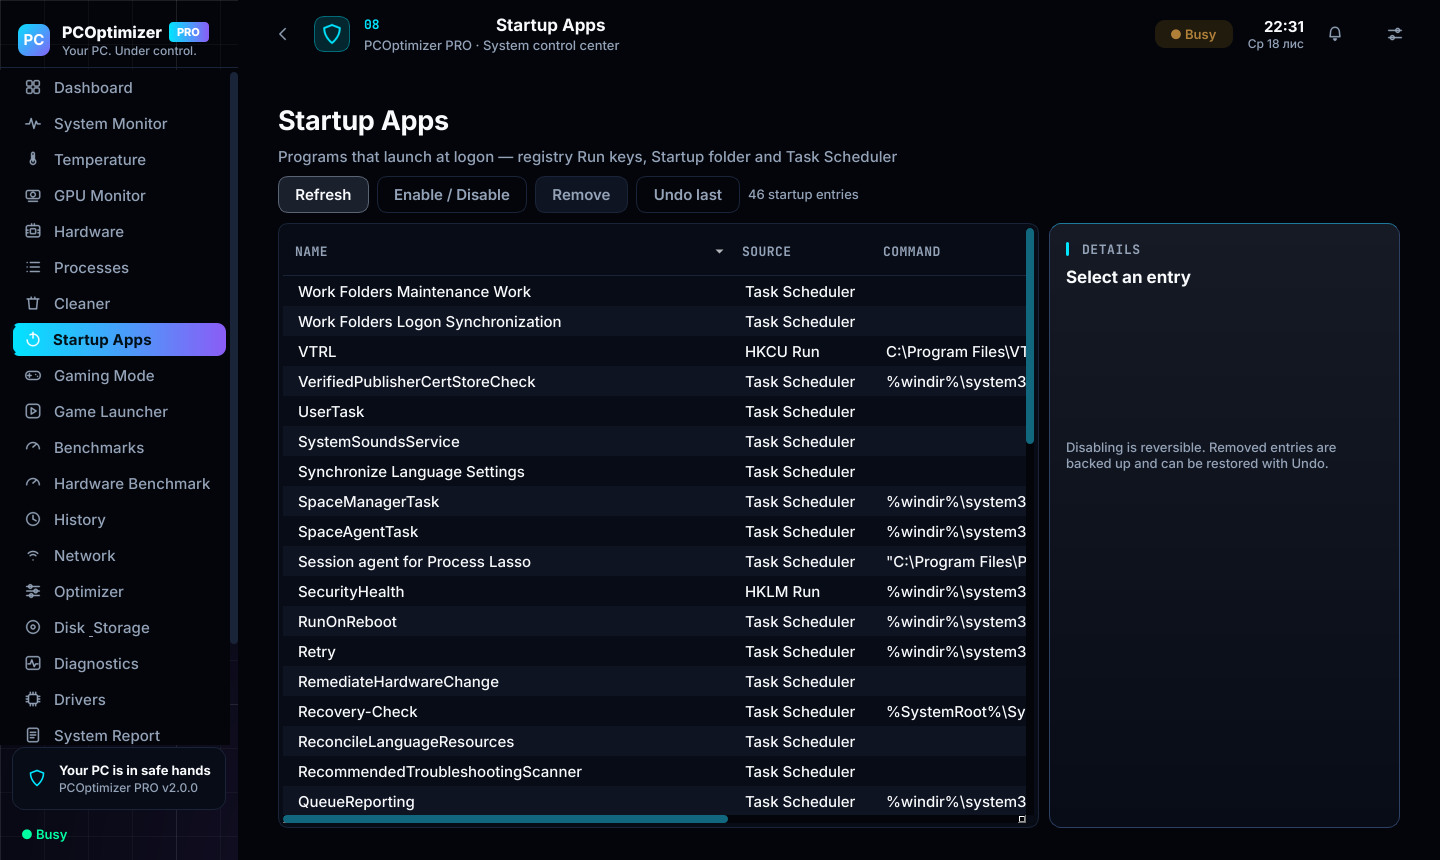 PC
PCOptimizer PRO
Your PC. Under control.
Dashboard
System Monitor
Temperature
GPU Monitor
Hardware
Processes
Cleaner
Startup Apps
Gaming Mode
Game Launcher
Benchmarks
Hardware Benchmark
History
Network
Optimizer
Disk _Storage
Diagnostics
Drivers
System Report
Your PC is in safe hands
PCOptimizer PRO v2.0.0
Busy
08
Startup Apps
PCOptimizer PRO · System control center
Busy
22:31
Ср 18 лис
Startup Apps
Programs that launch at logon — registry Run keys, Startup folder and Task Scheduler
Refresh Enable / Disable Remove Undo last 46 startup entries
NAME SOURCE COMMAND
Work Folders Maintenance Work Task Scheduler
Work Folders Logon Synchronization Task Scheduler
VTRL HKCU Run C:\Program Files\VT
VerifiedPublisherCertStoreCheck Task Scheduler %windir%\system3
UserTask Task Scheduler
SystemSoundsService Task Scheduler
Synchronize Language Settings Task Scheduler
SpaceManagerTask Task Scheduler %windir%\system3
SpaceAgentTask Task Scheduler %windir%\system3
Session agent for Process Lasso Task Scheduler "C:\Program Files\P
SecurityHealth HKLM Run %windir%\system3
RunOnReboot Task Scheduler %windir%\system3
Retry Task Scheduler %windir%\system3
RemediateHardwareChange Task Scheduler
Recovery-Check Task Scheduler %SystemRoot%\Sy
ReconcileLanguageResources Task Scheduler
RecommendedTroubleshootingScanner Task Scheduler
QueueReporting Task Scheduler %windir%\system3
DETAILS
Select an entry
Disabling is reversible. Removed entries are
backed up and can be restored with Undo.